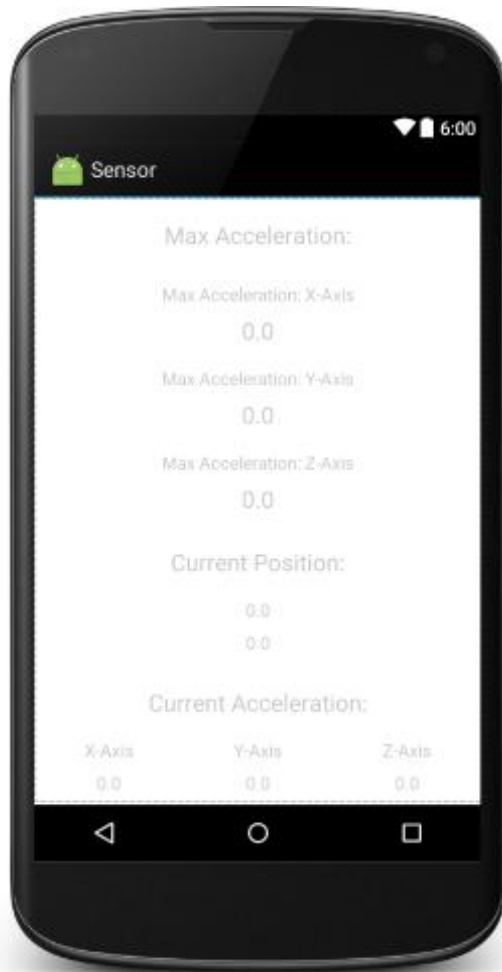 6:00
Sensor
Max Acceleration:
Max Acceleration: X-Axis
0.0
Max Acceleration: Y-Axis
0.0
Max Acceleration: Z-Axis
0.0
Current Position:
0.0
0.0
Current Acceleration:
X-Axis Y-Axis Z-Axis
0.0 0.0 0.0